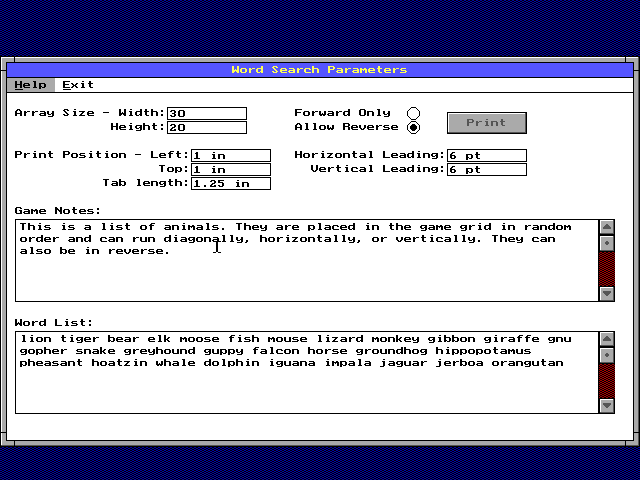 Word Search Parameters
Help Exit
Array Size - Width: 30 Forward Only
Height: 20 Allow Reverse Print
Print Position - Left: 1 in Horizontal Leading: 6 pt
Top: 1 in Vertical Leading: 6 pt
Tab length: 1.25 in
Game Notes:
This is a list of animals. They are placed in the game grid in random
order and can run diagonally, horizontally, or vertically. They can
also be in reverse.
Word List:
lion tiger bear elk moose fish mouse lizard monkey gibbon giraffe gnu
gopher snake greyhound guppy falcon horse groundhog hippopotamus
pheasant hoatzin whale dolphin iguana impala jaguar jerboa orangutan